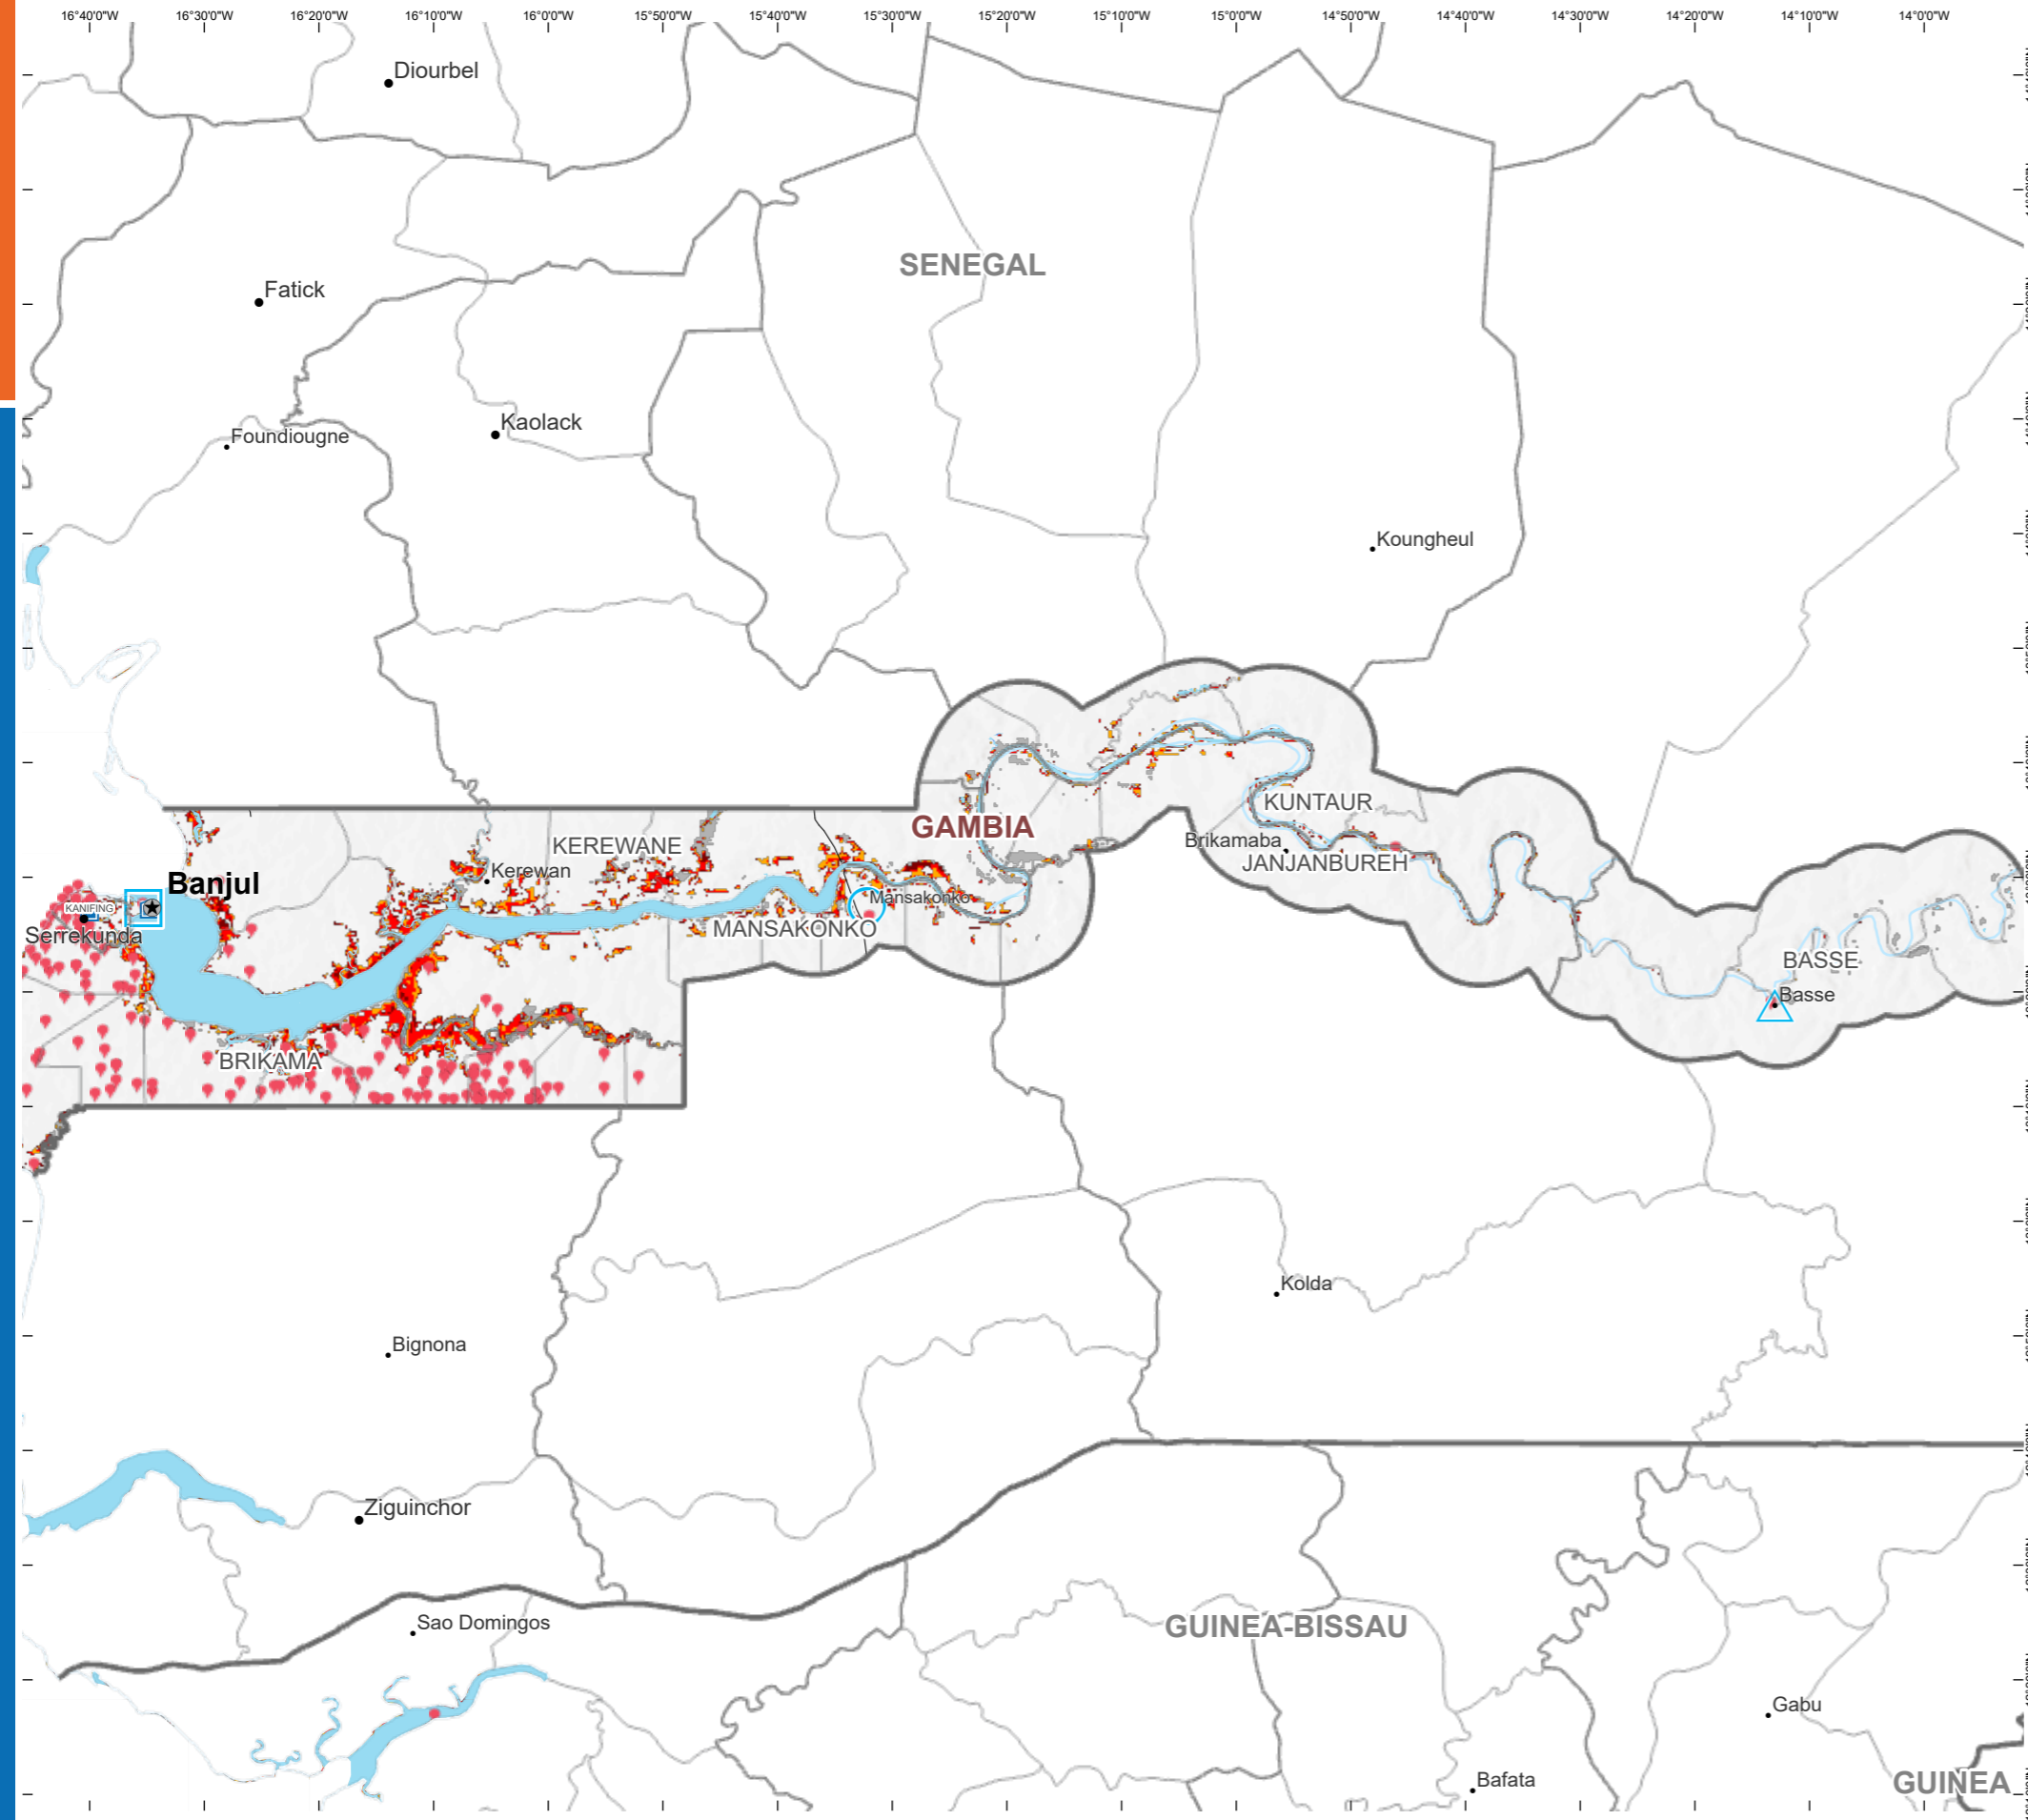 16°40'0"W 16°30'0"W 16°20'0"W 16°10'0"W 16°0'0"W 15°50'0"W 15°40'0"W 15°30'0"W 15°20'0"W 15°10'0"W 15°0'0"W 14°50'0"W 14°40'0"W 14°30'0"W 14°20'0"W 14°10'0"W 14°0'0"W
Diourbel
SENEGAL
Fatick
Kaolack
Foundiougne
Koungheul
KUNTAUR
GAMBIA
Brikamaba
KEREWANE
JANJANBUREH
Kerewan
Banjul
Mansakonko
KANIFING
MANSAKONKO
Serrekunda
BASSE
Basse
BRIKAMA
Kolda
Bignona
Ziguinchor
Sao Domingos
GUINEA-BISSAU
Gabu
Bafata
GUINEA